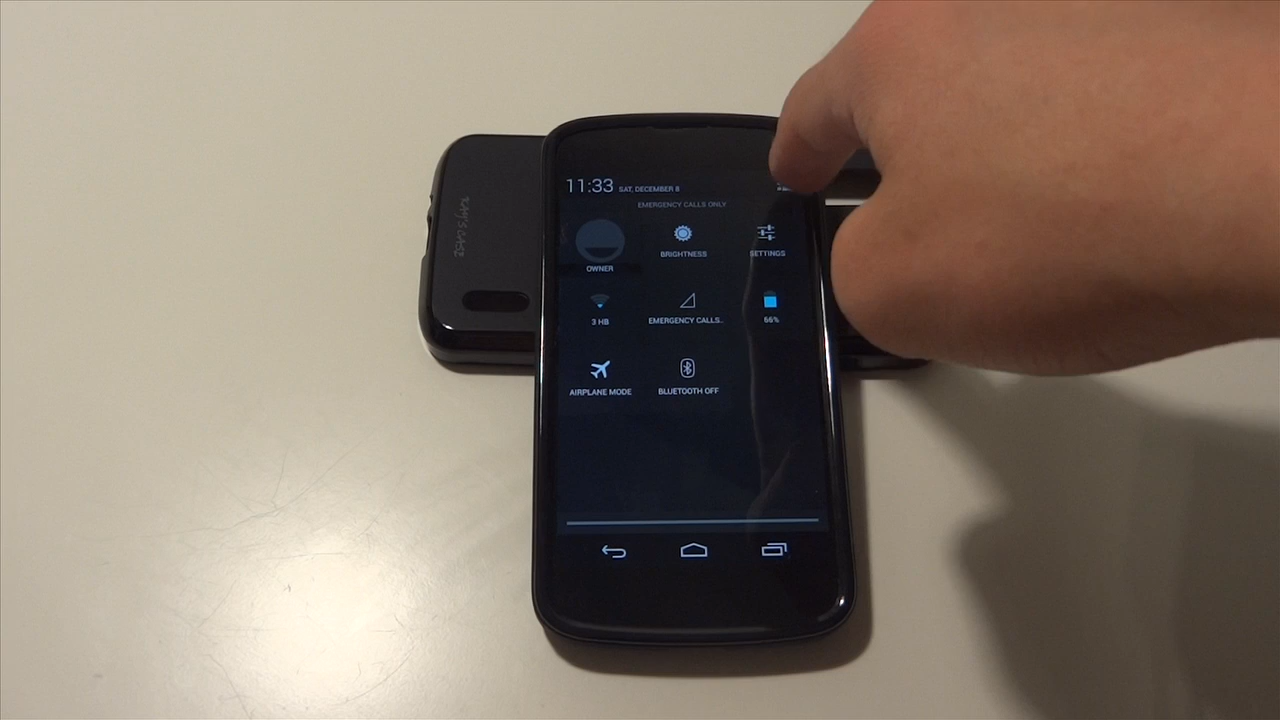 11:33 SAT, DECEMBER 8
EMERGENCY CALLS ONLY
OWNER
BRIGHTNESS
SETTINGS
3 HB
EMERGENCY CALLS..
66%
AIRPLANE MODE
BLUETOOTH OFF